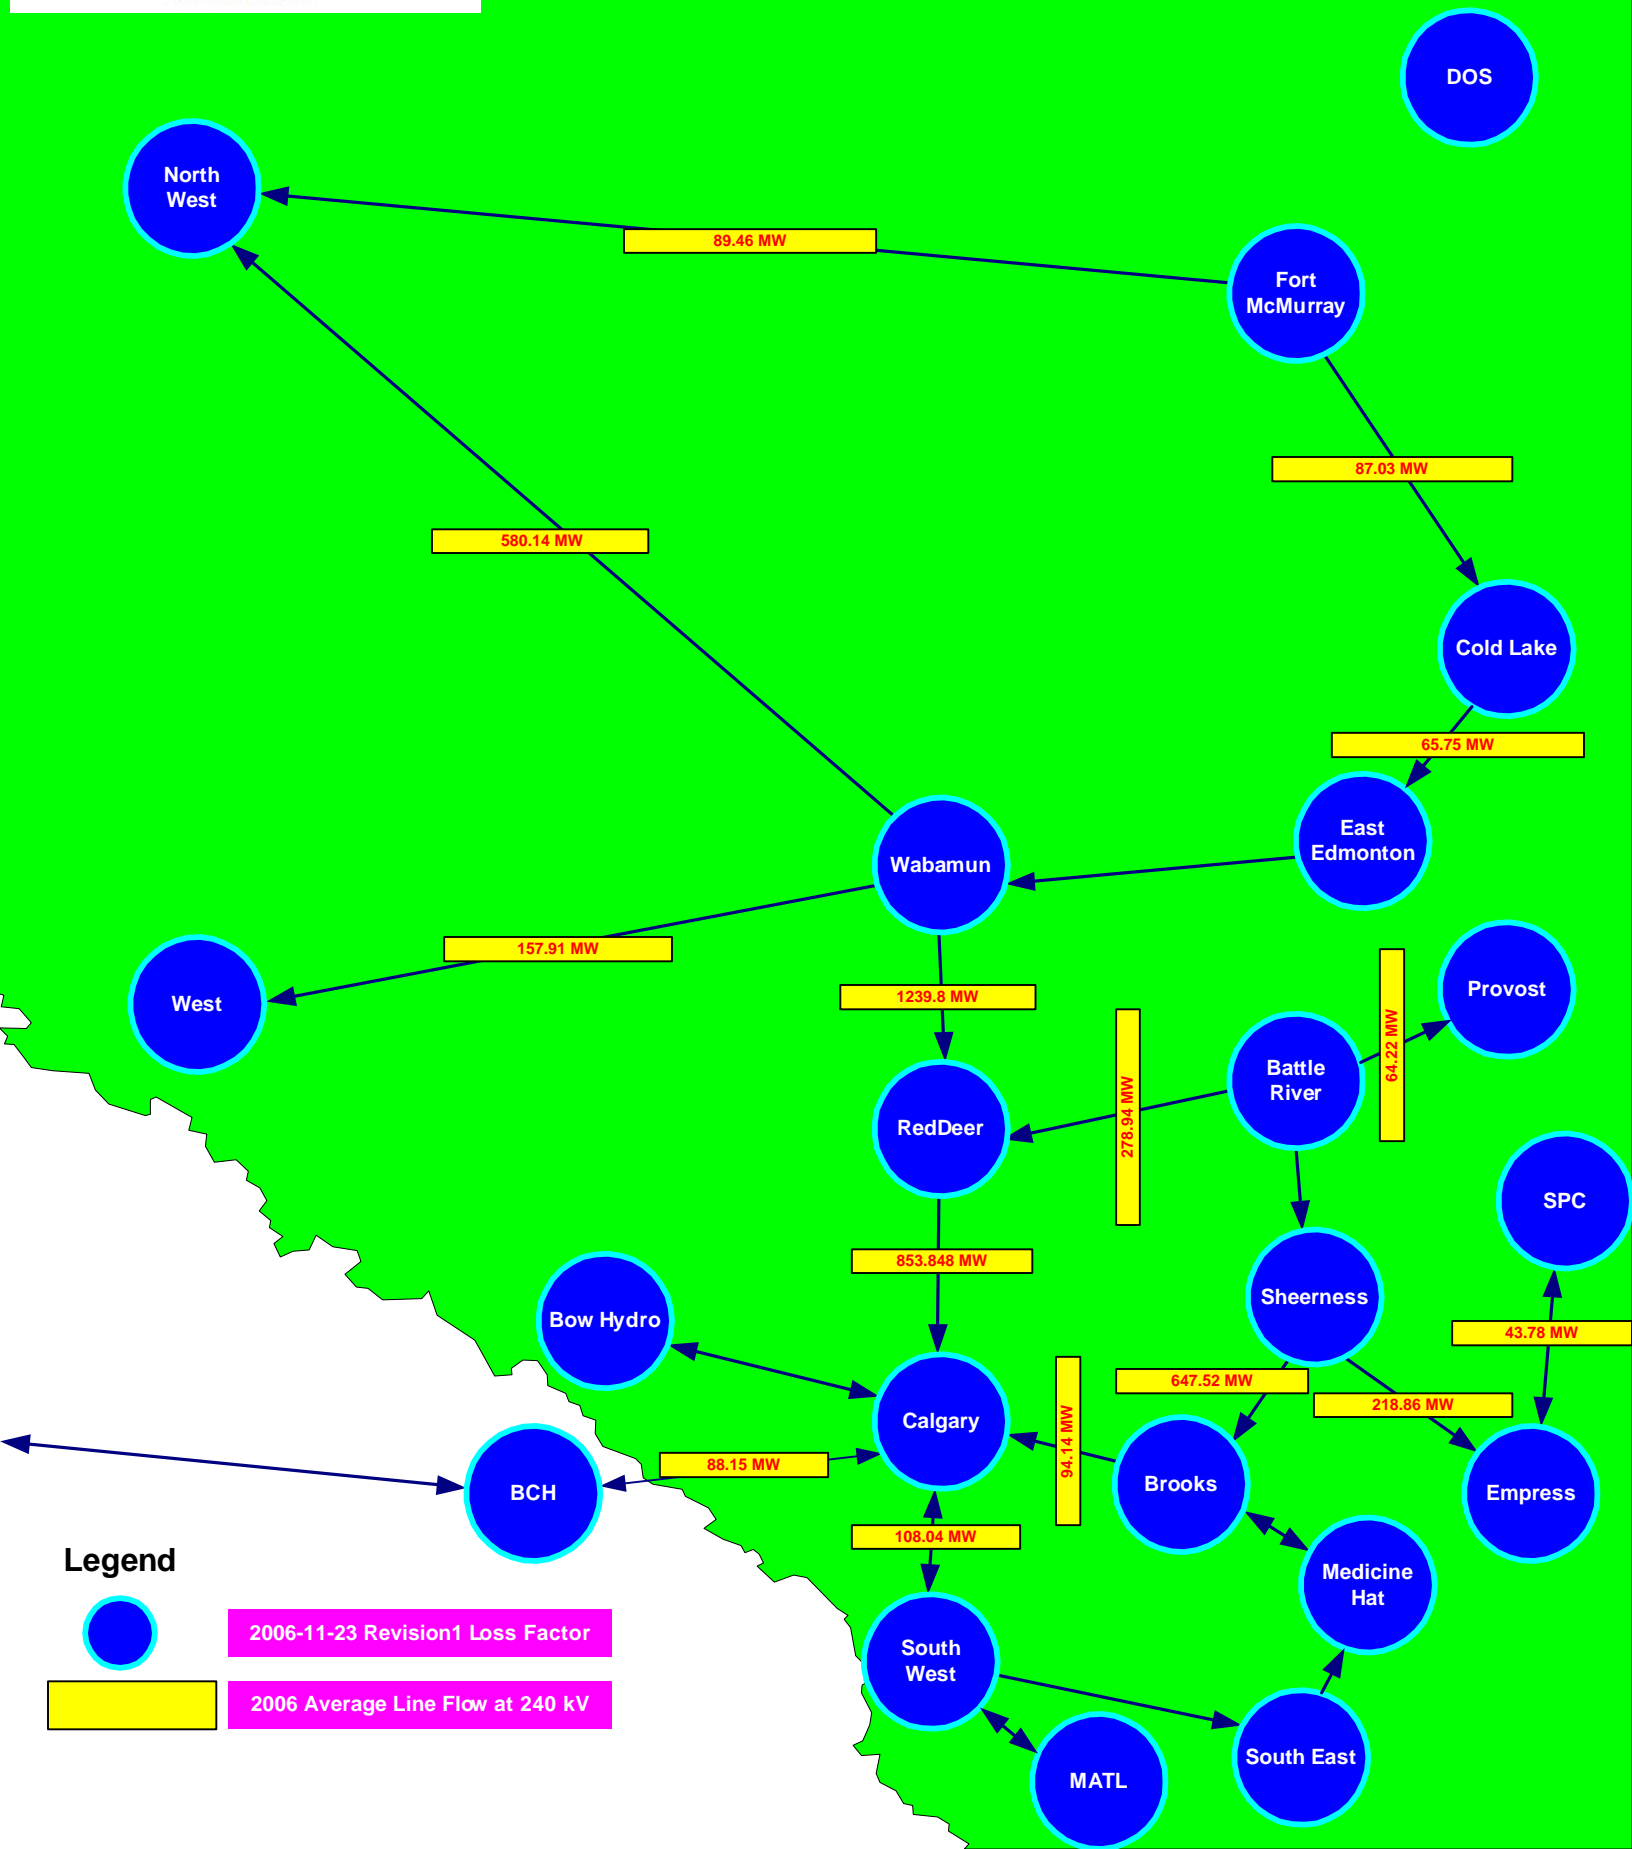 DOS
North
West
89.46 MW
Fort
McMurray
87.03 MW
580.14 MW
Cold Lake
65.75 MW
East
Edmonton
Wabamun
157.91 MW
West
1239.8 MW
Provost
64.22 MW
Battle
River
278.94 MW
RedDeer
SPC
853.848 MW
Sheerness
Bow Hydro
43.78 MW
647.52 MW
218.86 MW
Calgary
94.14 MW
88.15 MW
Brooks
Empress
BCH
108.04 MW
Legend
Medicine
Hat
2006-11-23 Revision1 Loss Factor
South
West
2006 Average Line Flow at 240 kV
South East
MATL